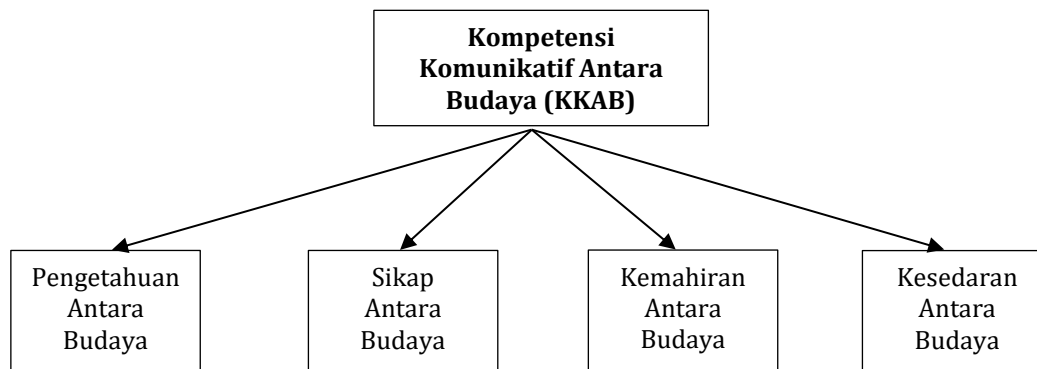 Kompetensi
Komunikatif Antara
Budaya (KKAB)
Pengetahuan
Antara
Budaya
Sikap
Antara
Budaya
Kemahiran
Antara
Budaya
Kesedaran
Antara
Budaya